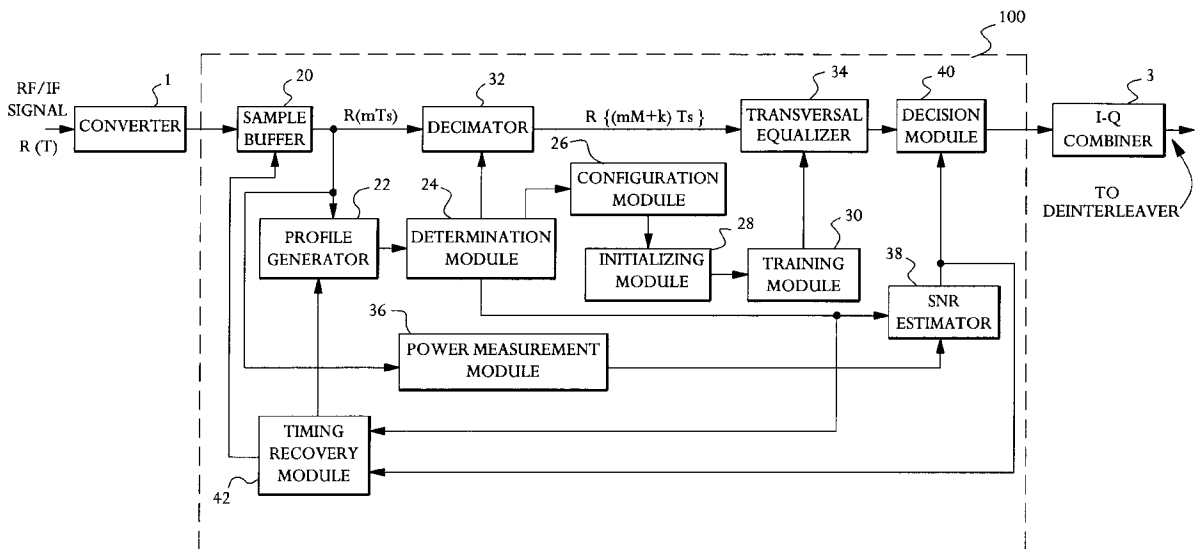 100
RF/IF
SIGNAL
R (T)
1
CONVERTER
20
SAMPLE
BUFFER
R(mTs)
32
DECIMATOR
R {(mM+k) Ts }
34
TRANSVERSAL
EQUALIZER
40
DECISION
MODULE
3
I-Q
COMBINER
TO
DEINTERLEAVER
22
PROFILE
GENERATOR
24
DETERMINATION
MODULE
26
CONFIGURATION
MODULE
28
INITIALIZING
MODULE
30
TRAINING
MODULE
38
SNR
ESTIMATOR
36
POWER MEASUREMENT
MODULE
TIMING
RECOVERY
MODULE
42